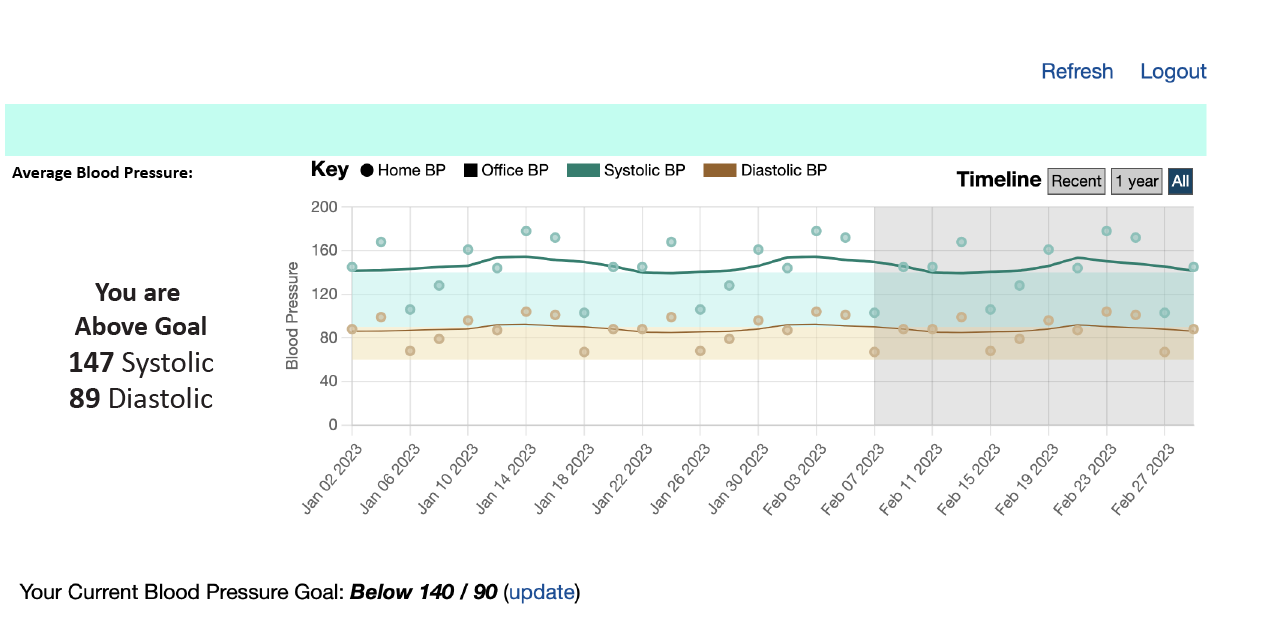 Refresh Logout
Average Blood Pressure:
Key Home BP Office BP Systolic BP Diastolic BP
Timeline Recent 1 year All
You are
Above Goal
147 Systolic
89 Diastolic
Blood Pressure
200
160
120
80
40
0
Jan 02 2023
Jan 06 2023
Jan 10 2023
Jan 14 2023
Jan 18 2023
Jan 22 2023
Jan 26 2023
Jan 30 2023
Feb 03 2023
Feb 07 2023
Feb 11 2023
Feb 15 2023
Feb 19 2023
Feb 23 2023
Feb 27 2023
Your Current Blood Pressure Goal: Below 140 / 90 (update)